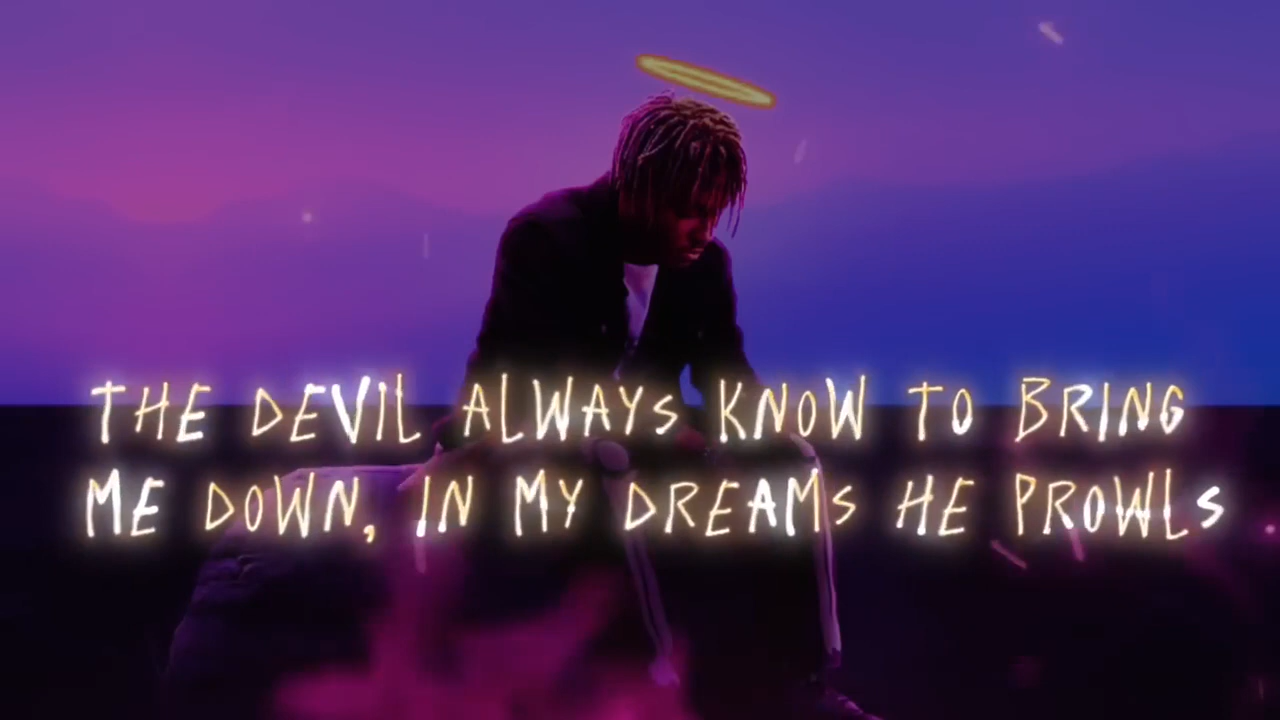 THE DEVIL ALWAYS KNOW TO BRING
ME DOWN, IN MY DREAMS HE PROWLS